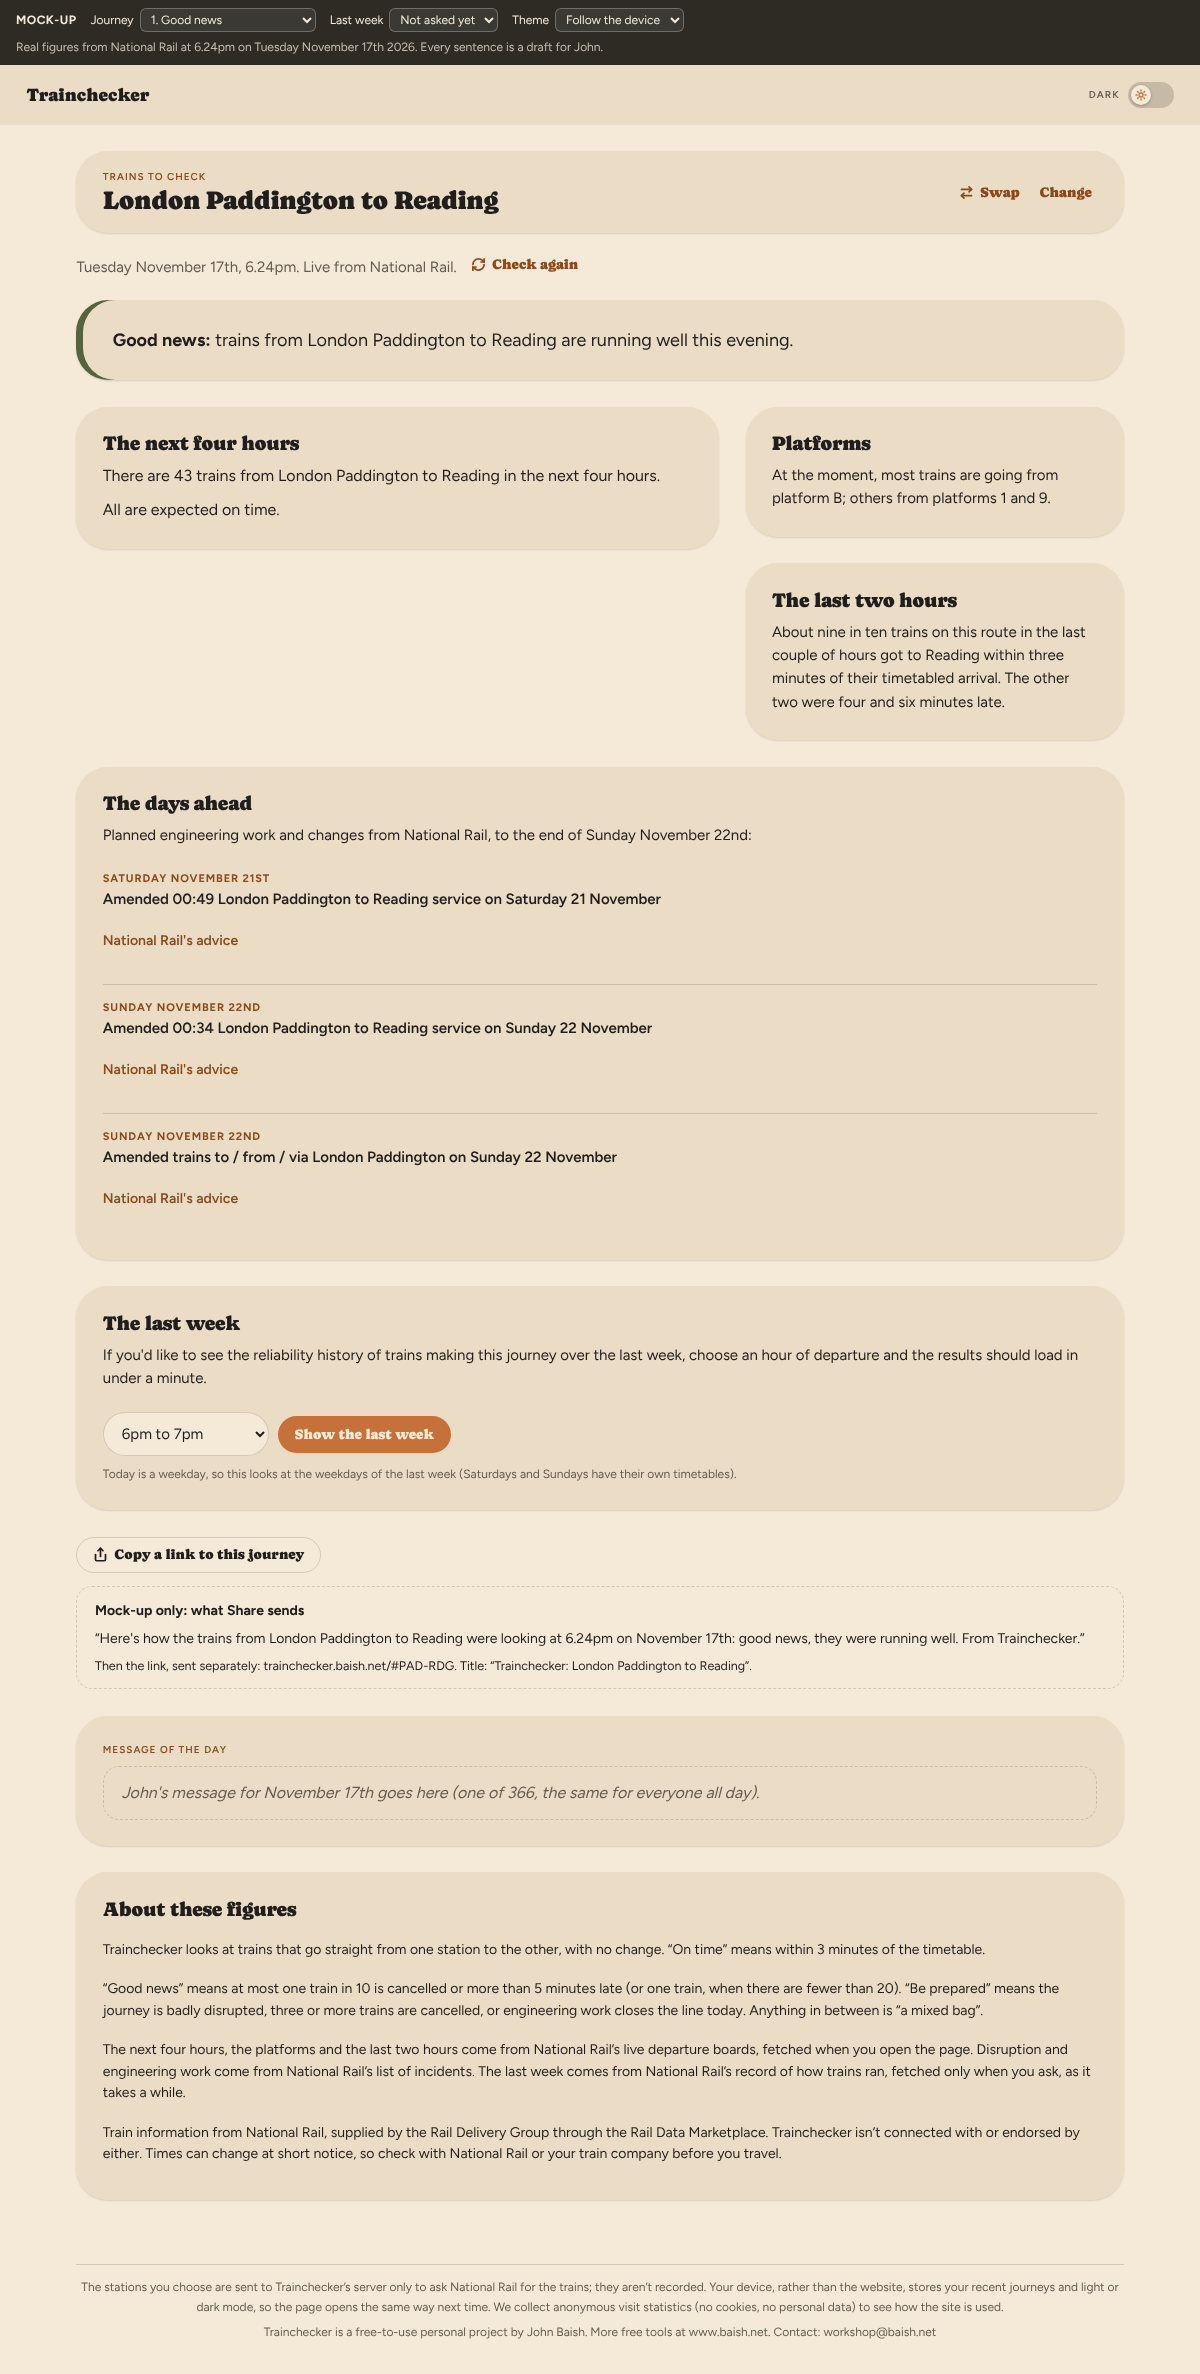 MOCK-UP Journey 1. Good news Last week Not asked yet Theme Follow the device
Real figures from National Rail at 6.24pm on Tuesday November 17th 2026. Every sentence is a draft for John.
Trainchecker
DARK
TRAINS TO CHECK
London Paddington to Reading
Swap Change
Tuesday November 17th, 6.24pm. Live from National Rail. Check again
Good news: trains from London Paddington to Reading are running well this evening.
The next four hours
There are 43 trains from London Paddington to Reading in the next four hours.
All are expected on time.
Platforms
At the moment, most trains are going from
platform B; others from platforms 1 and 9.
The last two hours
About nine in ten trains on this route in the last
couple of hours got to Reading within three
minutes of their timetabled arrival. The other
two were four and six minutes late.
The days ahead
Planned engineering work and changes from National Rail, to the end of Sunday November 22nd:
SATURDAY NOVEMBER 21ST
Amended 00:49 London Paddington to Reading service on Saturday 21 November
National Rail's advice
SUNDAY NOVEMBER 22ND
Amended 00:34 London Paddington to Reading service on Sunday 22 November
National Rail's advice
SUNDAY NOVEMBER 22ND
Amended trains to / from / via London Paddington on Sunday 22 November
National Rail's advice
The last week
If you'd like to see the reliability history of trains making this journey over the last week, choose an hour of departure and the results should load in
under a minute.
6pm to 7pm Show the last week
Today is a weekday, so this looks at the weekdays of the last week (Saturdays and Sundays have their own timetables).
Copy a link to this journey
Mock-up only: what Share sends
“Here's how the trains from London Paddington to Reading were looking at 6.24pm on November 17th: good news, they were running well. From Trainchecker.”
Then the link, sent separately: trainchecker.baish.net/#PAD-RDG. Title: “Trainchecker: London Paddington to Reading”.
MESSAGE OF THE DAY
John's message for November 17th goes here (one of 366, the same for everyone all day).
About these figures
Trainchecker looks at trains that go straight from one station to the other, with no change. “On time” means within 3 minutes of the timetable.
“Good news” means at most one train in 10 is cancelled or more than 5 minutes late (or one train, when there are fewer than 20). “Be prepared” means the
journey is badly disrupted, three or more trains are cancelled, or engineering work closes the line today. Anything in between is “a mixed bag”.
The next four hours, the platforms and the last two hours come from National Rail’s live departure boards, fetched when you open the page. Disruption and
engineering work come from National Rail’s list of incidents. The last week comes from National Rail’s record of how trains ran, fetched only when you ask, as it
takes a while.
Train information from National Rail, supplied by the Rail Delivery Group through the Rail Data Marketplace. Trainchecker isn’t connected with or endorsed by
either. Times can change at short notice, so check with National Rail or your train company before you travel.
The stations you choose are sent to Trainchecker’s server only to ask National Rail for the trains; they aren’t recorded. Your device, rather than the website, stores your recent journeys and light or
dark mode, so the page opens the same way next time. We collect anonymous visit statistics (no cookies, no personal data) to see how the site is used.
Trainchecker is a free-to-use personal project by John Baish. More free tools at www.baish.net. Contact: workshop@baish.net